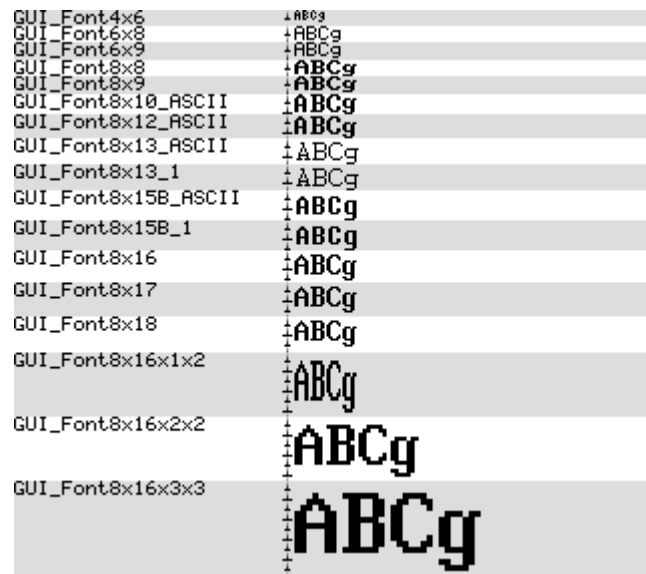 GUI_Font4x6 ABCg
GUI_Font6x8 ABCg
GUI_Font6x9 ABCg
GUI_Font8x8 ABCg
GUI_Font8x9 ABCg
GUI_Font8x10_ASCII ABCg
GUI_Font8x12_ASCII ABCg
GUI_Font8x13_ASCII ABCg
GUI_Font8x13_1 ABCg
GUI_Font8x15B_ASCII ABCg
GUI_Font8x15B_1 ABCg
GUI_Font8x16 ABCg
GUI_Font8x17 ABCg
GUI_Font8x18 ABCg
GUI_Font8x16x1x2 ABCg
GUI_Font8x16x2x2 ABCg
GUI_Font8x16x3x3 ABCg